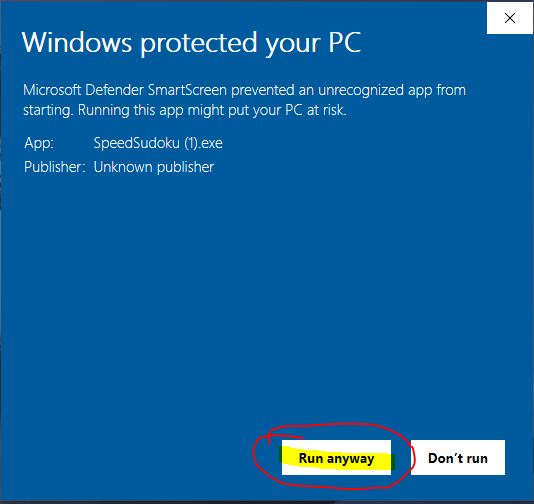 Windows protected your PC
Microsoft Defender SmartScreen prevented an unrecognized app from
starting. Running this app might put your PC at risk.
App: SpeedSudoku (1).exe
Publisher: Unknown publisher
Run anyway Don’t run